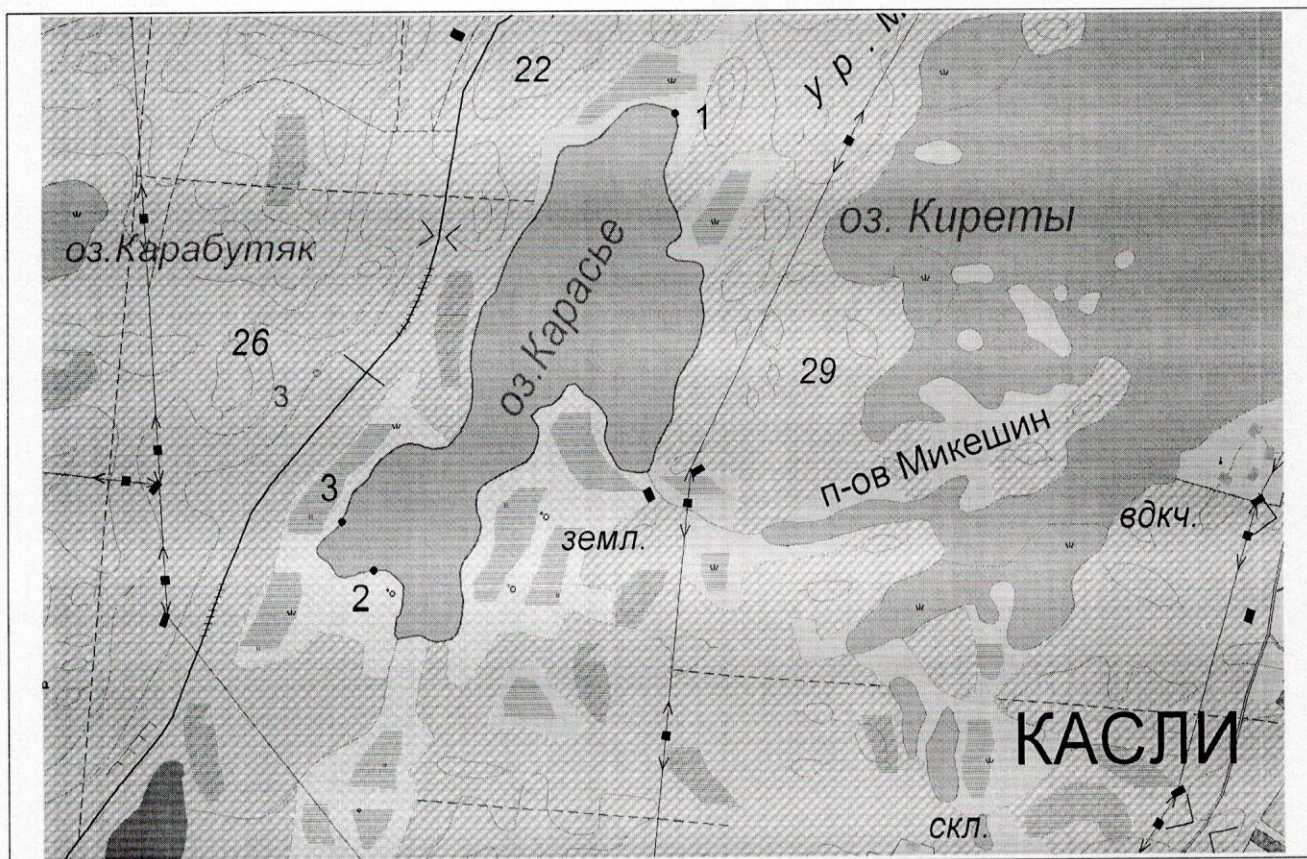 22
ур. М
1
оз. Киреты
оз.Карабутяк
оз.Карасье
26
3
29
п-ов Микешин
3
земл.
вдкч.
2
КАСЛИ
скл.